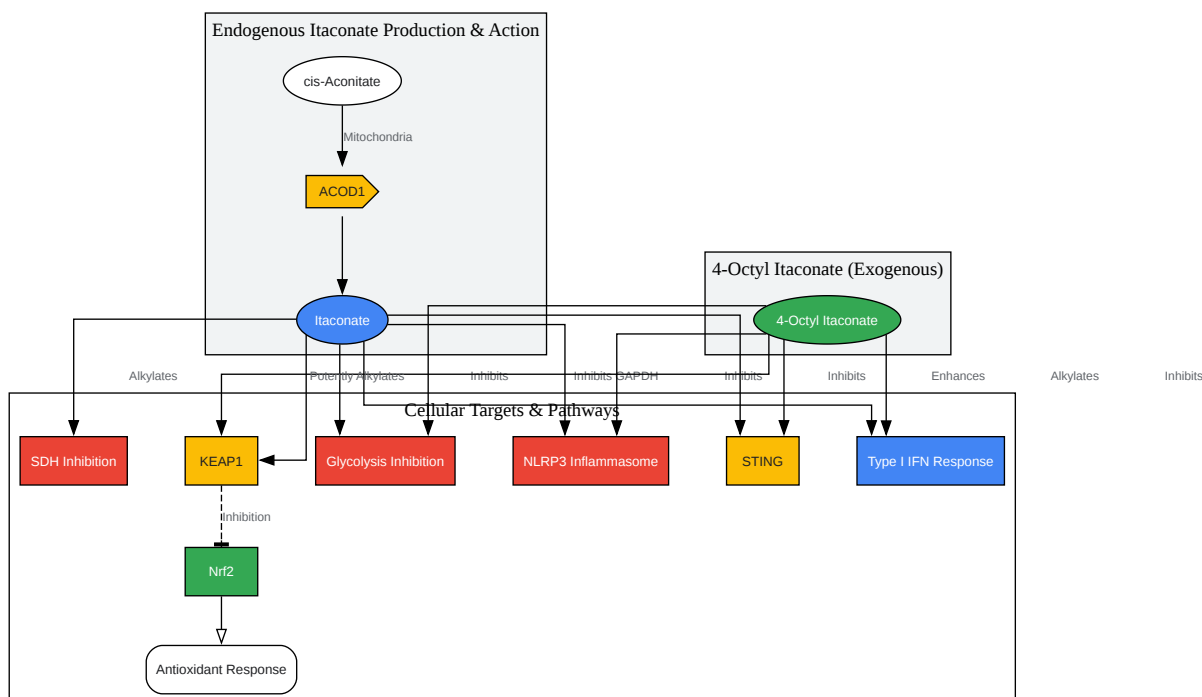 Endogenous Itaconate Production & Action
cis-Aconitate
Mitochondria
ACOD1
4-Octyl Itaconate (Exogenous)
Itaconate
4-Octyl Itaconate
Alkylates
Potently Alkylates
Inhibits
Inhibits GAPDH
Inhibits
Inhibits
Enhances
Alkylates
Inhibits
Cellular Targets & Pathways
SDH Inhibition
KEAP1
Glycolysis Inhibition
NLRP3 Inflammasome
STING
Type I IFN Response
Inhibition
Nrf2
Antioxidant Response